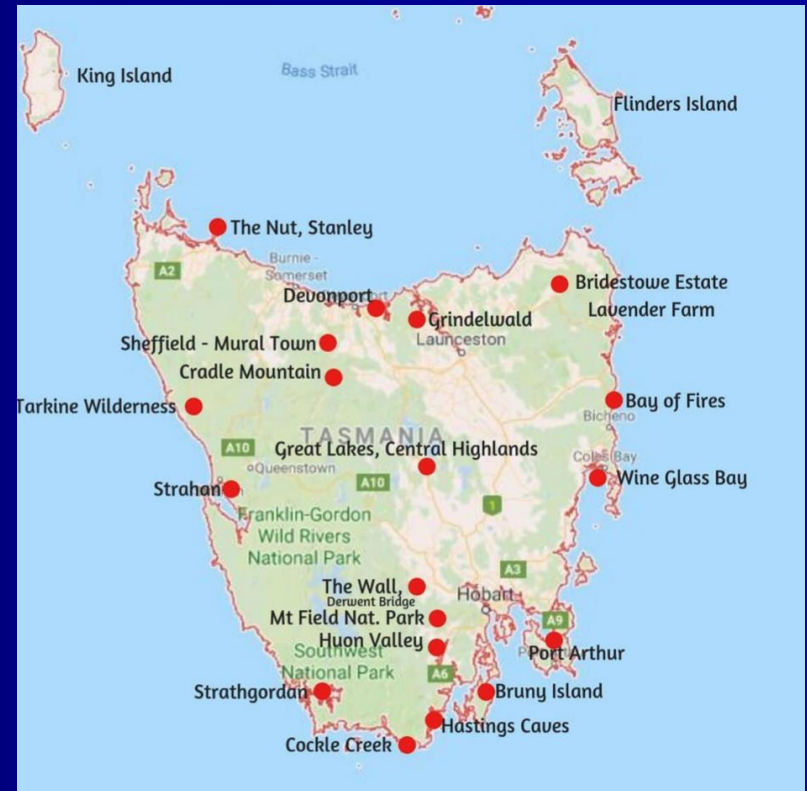 King Island
Bass Strait
Flinders Island
The Nut, Stanley
A2
Burnie -
Somerset
Devonport
Bridestowe Estate
Lavender Farm
Grindelwald
Launceston
Sheffield - Mural Town
Cradle Mountain
Tarkine Wilderness
Bay of Fires
Bicheno
TASMANIA
A10
Great Lakes, Central Highlands
Queenstown
Coles Bay
A10
Wine Glass Bay
Strahan
1
Franklin-Gordon
Wild Rivers
National Park
A3
The Wall,
Derwent Bridge
Hobart
Mt Field Nat. Park
A9
Huon Valley
Port Arthur
Southwest
National Park
A6
Strathgordan
Bruny Island
Hastings Caves
Cockle Creek